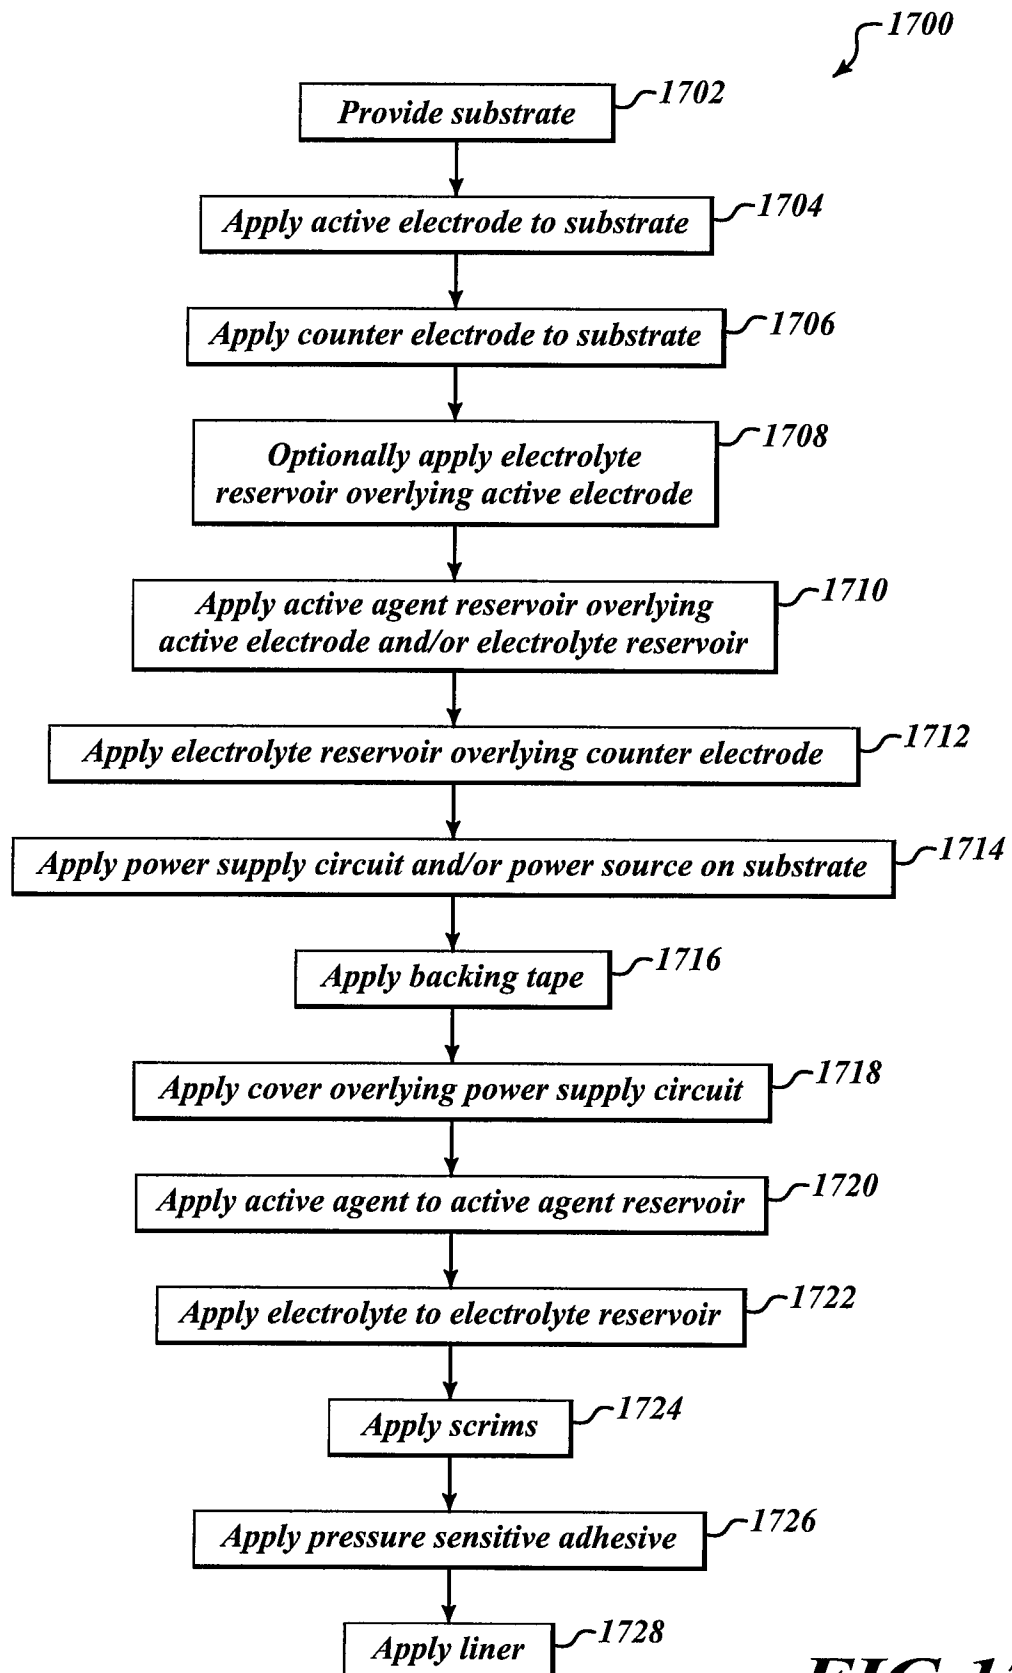 1700
Provide substrate
1702
Apply active electrode to substrate
1704
Apply counter electrode to substrate
1706
Optionally apply electrolyte
reservoir overlying active electrode
1708
Apply active agent reservoir overlying
active electrode and/or electrolyte reservoir
1710
Apply electrolyte reservoir overlying counter electrode
1712
Apply power supply circuit and/or power source on substrate
1714
Apply backing tape
1716
Apply cover overlying power supply circuit
1718
Apply active agent to active agent reservoir
1720
Apply electrolyte to electrolyte reservoir
1722
Apply scrims
1724
Apply pressure sensitive adhesive
1726
Apply liner
1728